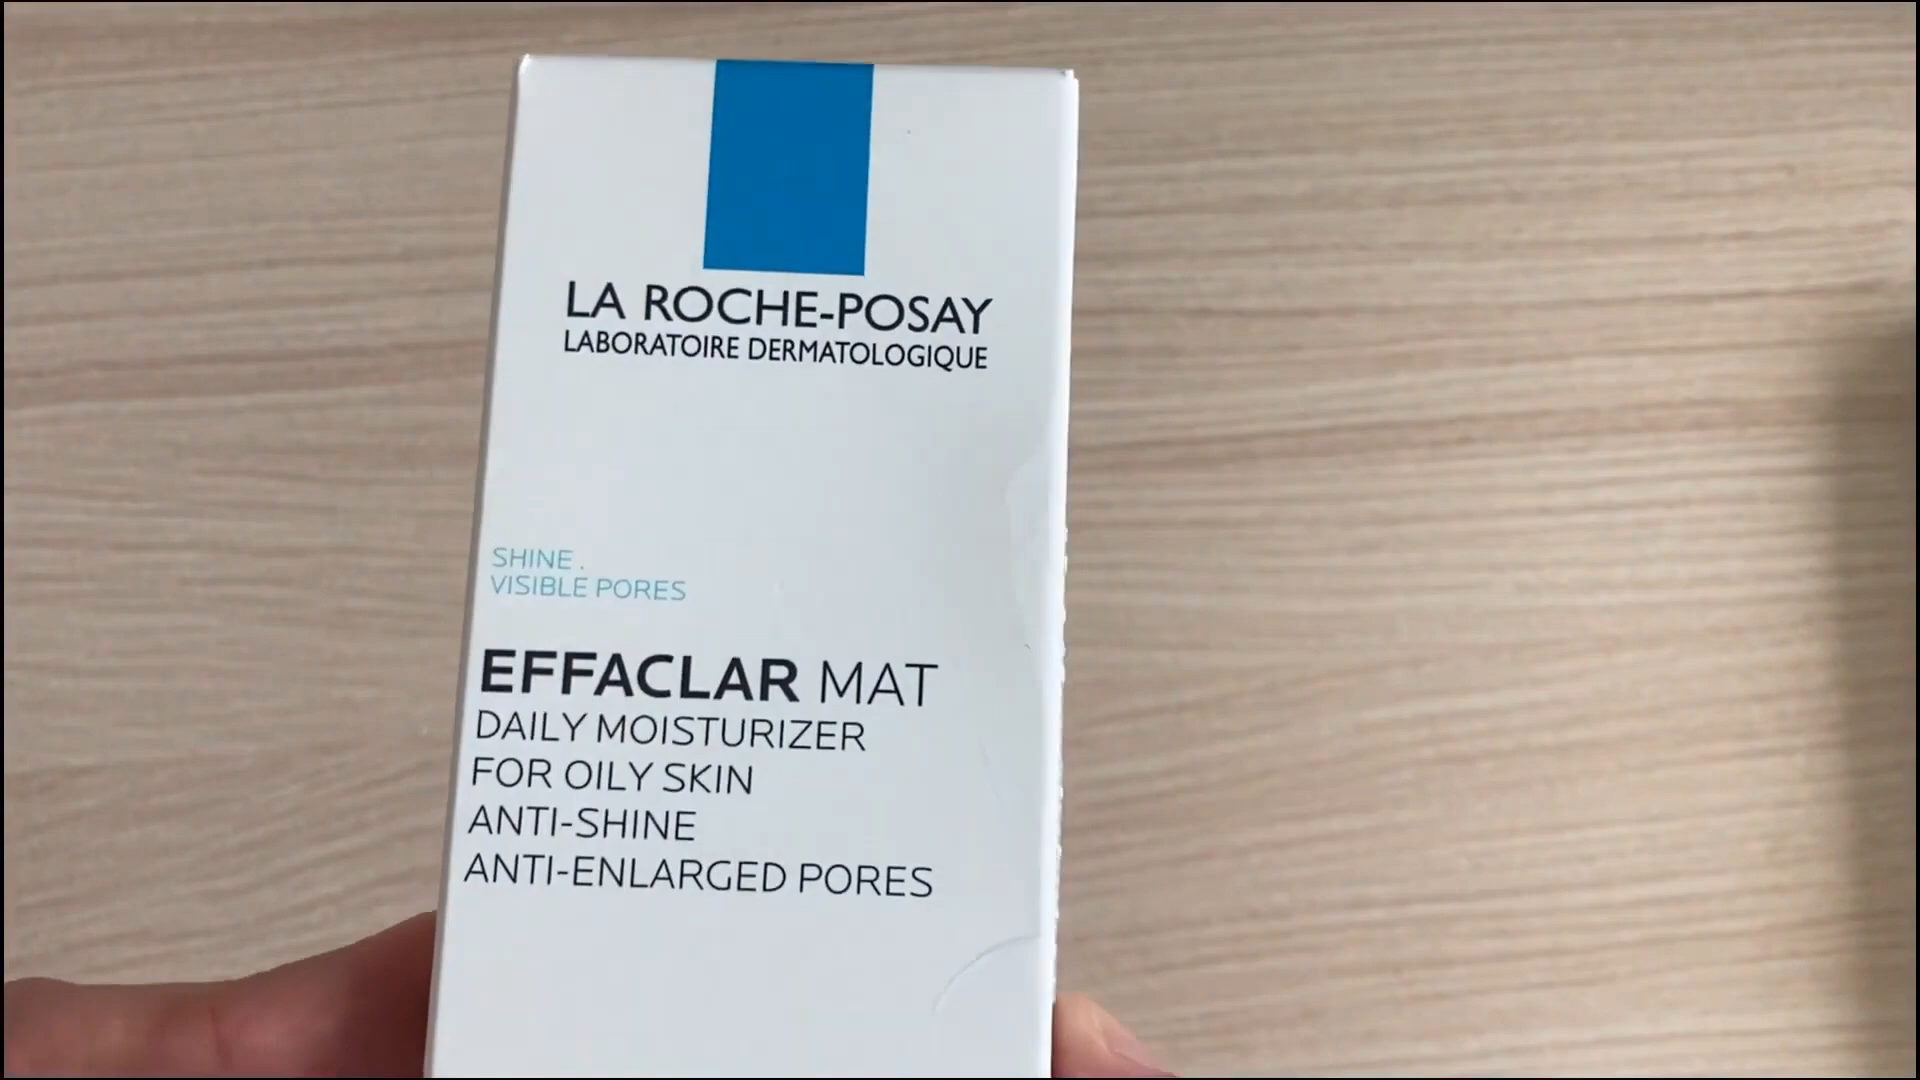 LA ROCHE-POSAY
LABORATOIRE DERMATOLOGIQUE
SHINE .
VISIBLE PORES
EFFACLAR MAT
DAILY MOISTURIZER
FOR OILY SKIN
ANTI-SHINE
ANTI-ENLARGED PORES